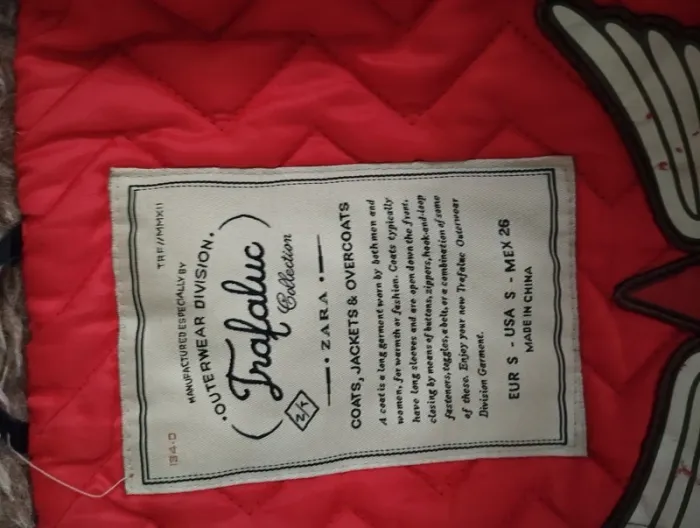 134-D
TRF//MMXII
MANUFACTURED ESPECIALLY BY
·OUTERWEAR DIVISION.
(Trafaluc)
Collection
Z/T
ZARA
COATS, JACKETS & OVERCOATS
A coat is a long garment worn by both men and
women, for warmth or fashion. Coats typically
have long sleeves and are open down the front,
closing by means of buttons, zippers, hook-and-loop
fasteners, toggles, a belt, or a combination of some
of these. Enjoy your new Trafaluc Outerwear
Division Garment.
EUR S - USA S - MEX 26
MADE IN CHINA